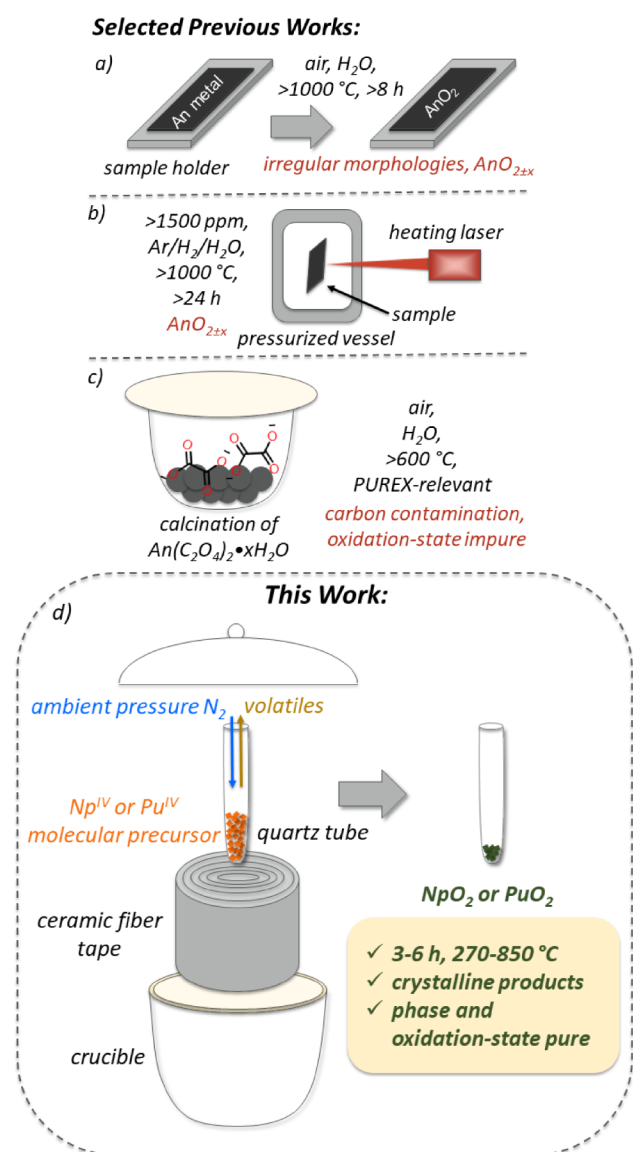 Selected Previous Works:
a)
An metal
sample holder
air, H₂O,
>1000 °C, >8 h
AnO₂
irregular morphologies, AnO₂±ₓ
b)
>1500 ppm,
Ar/H₂/H₂O,
>1000 °C,
>24 h
AnO₂±ₓ
heating laser
sample
pressurized vessel
c)
O
O
O
O
O
O
O
O
calcination of
An(C₂O₄)₂•xH₂O
air,
H₂O,
>600 °C,
PUREX-relevant
carbon contamination,
oxidation-state impure
This Work:
d)
ambient pressure N₂
volatiles
Npᴵⱽ or Puᴵⱽ
molecular precursor
quartz tube
ceramic fiber
tape
crucible
NpO₂ or PuO₂
✓ 3-6 h, 270-850 °C
✓ crystalline products
✓ phase and
oxidation-state pure